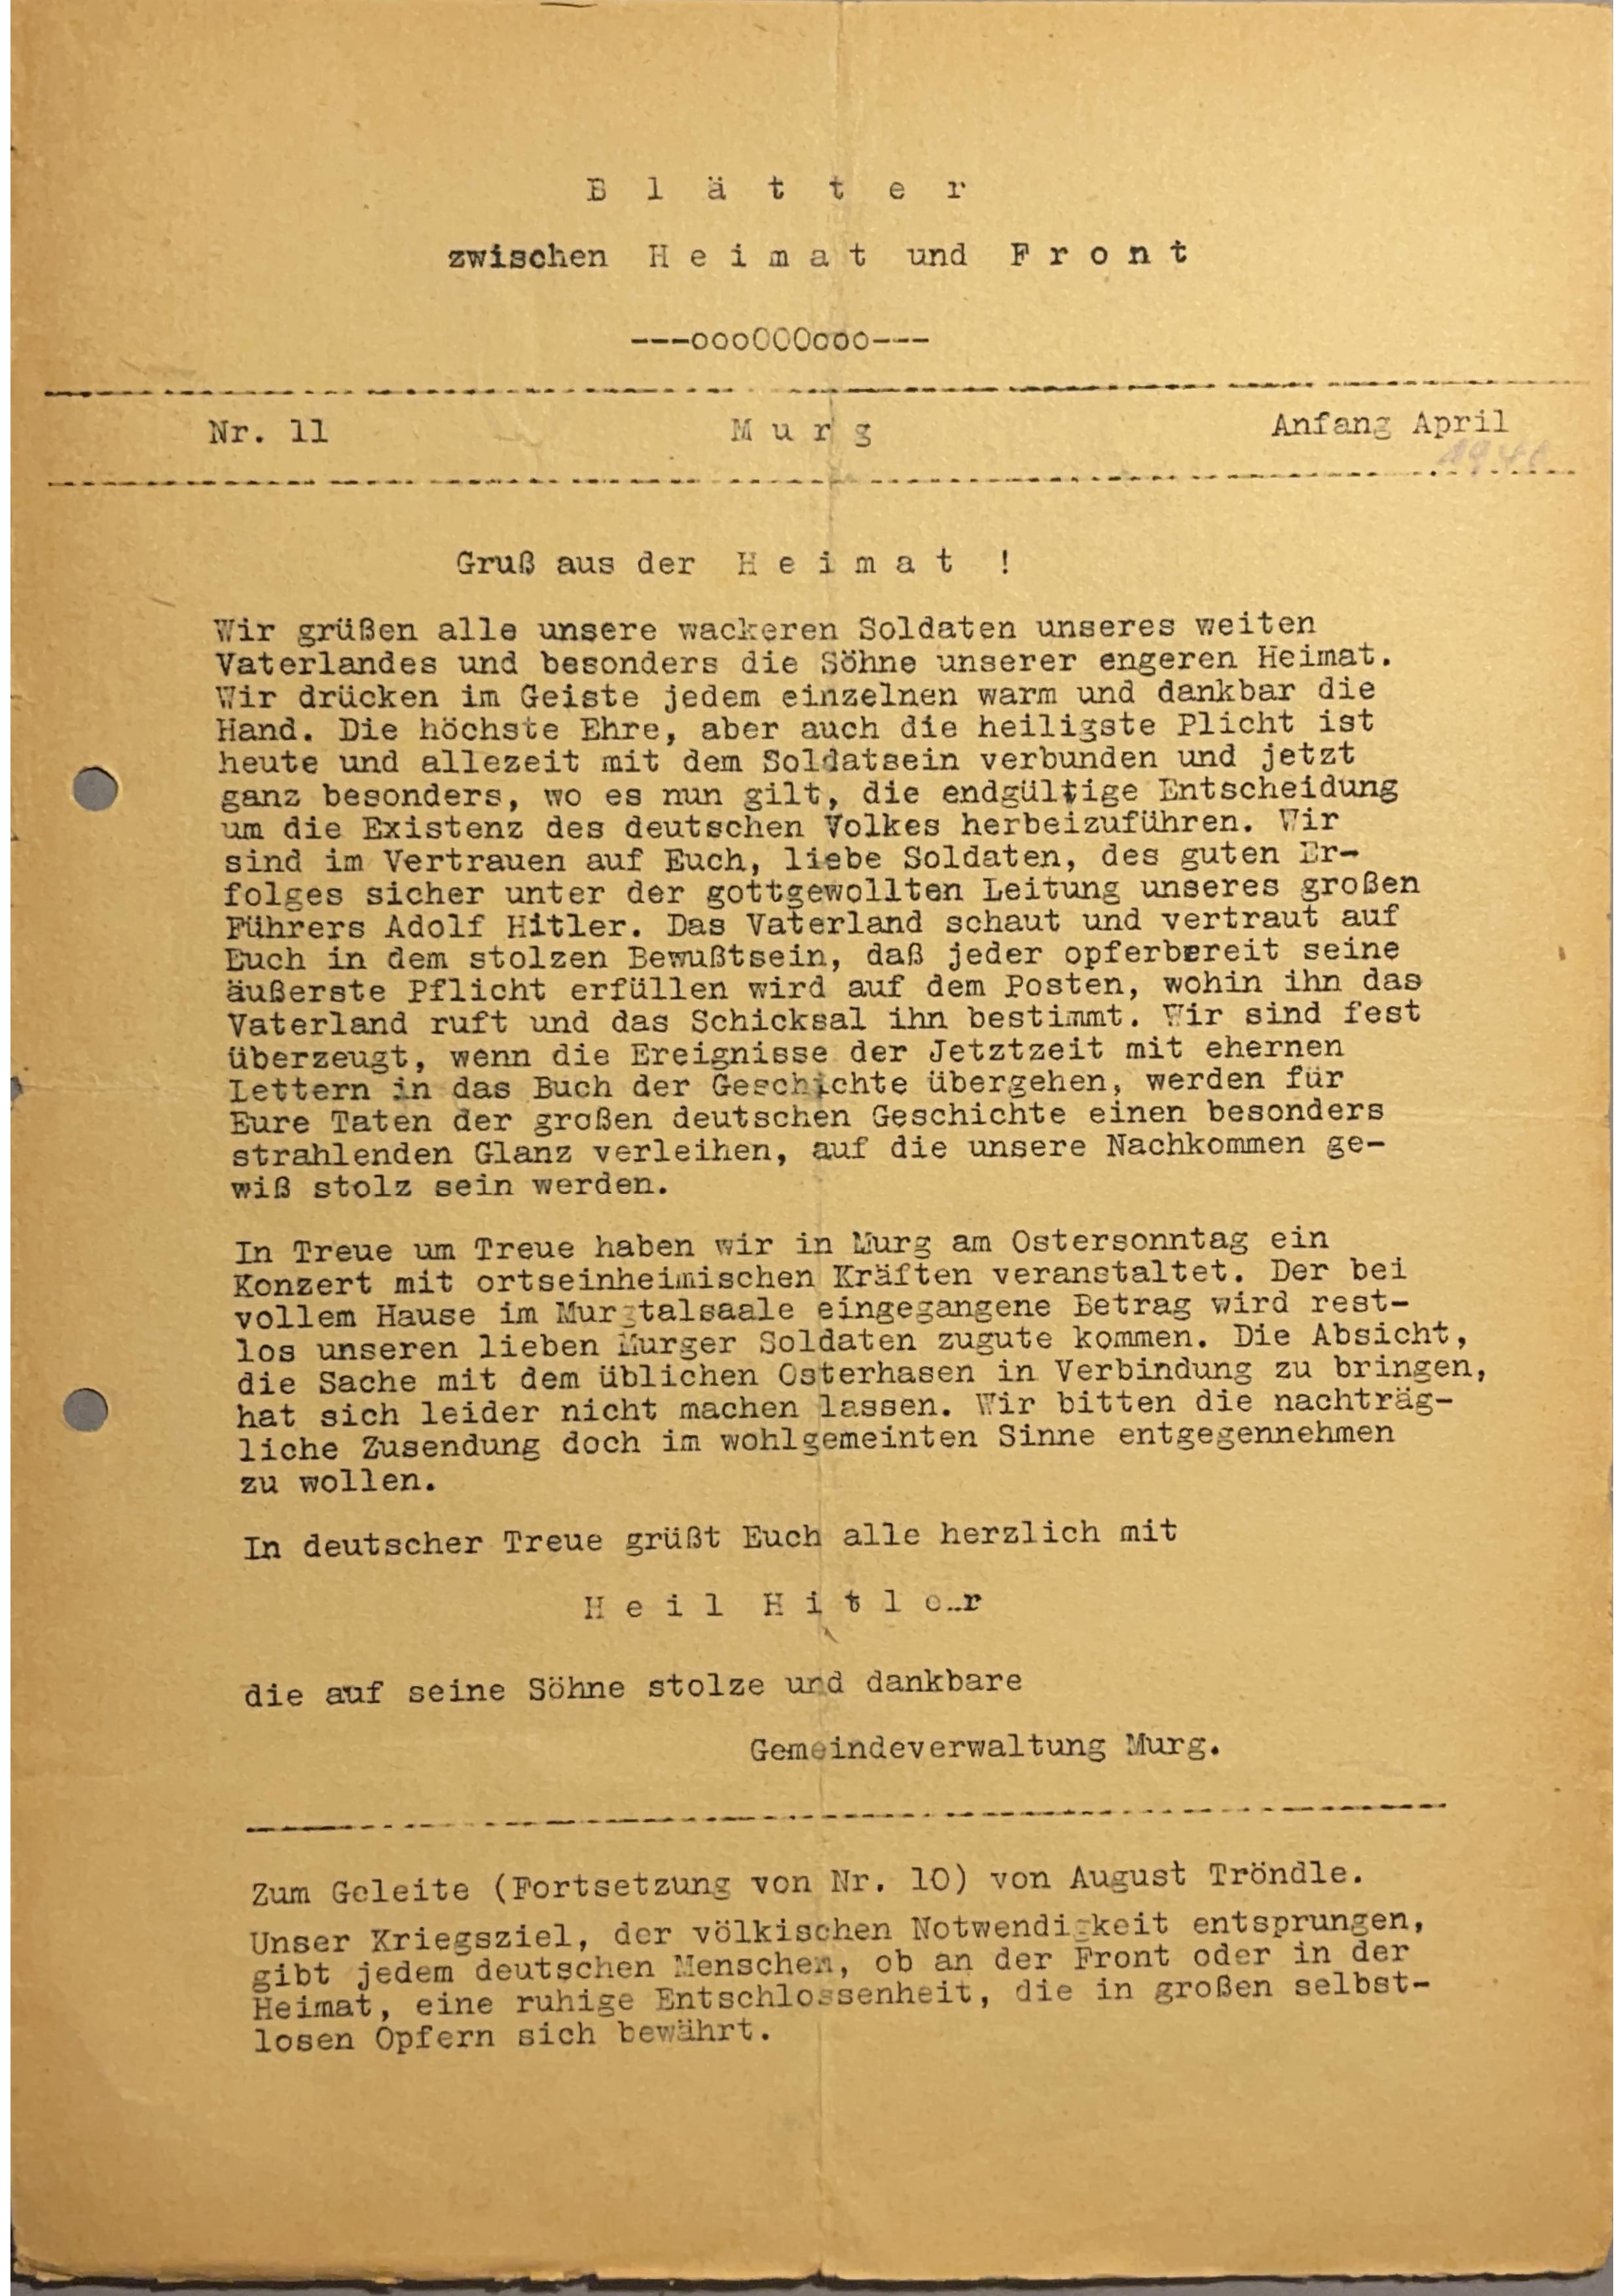 B l ä t t e r
zwischen H e i m a t und F r o n t
---oooOOOooo---
Nr. 11 M u r g Anfang April
Gruß aus der H e i m a t !
Wir grüßen alle unsere wackeren Soldaten unseres weiten
Vaterlandes und besonders die Söhne unserer engeren Heimat.
Wir drücken im Geiste jedem einzelnen warm und dankbar die
Hand. Die höchste Ehre, aber auch die heiligste Plicht ist
heute und allezeit mit dem Soldatsein verbunden und jetzt
ganz besonders, wo es nun gilt, die endgültige Entscheidung
um die Existenz des deutschen Volkes herbeizuführen. Wir
sind im Vertrauen auf Euch, liebe Soldaten, des guten Er-
folges sicher unter der gottgewollten Leitung unseres großen
Führers Adolf Hitler. Das Vaterland schaut und vertraut auf
Euch in dem stolzen Bewußtsein, daß jeder opferbereit seine
äußerste Pflicht erfüllen wird auf dem Posten, wohin ihn das
Vaterland ruft und das Schicksal ihn bestimmt. Wir sind fest
überzeugt, wenn die Ereignisse der Jetztzeit mit ehernen
Lettern in das Buch der Geschichte übergehen, werden für
Eure Taten der großen deutschen Geschichte einen besonders
strahlenden Glanz verleihen, auf die unsere Nachkommen ge-
wiß stolz sein werden.
In Treue um Treue haben wir in Murg am Ostersonntag ein
Konzert mit ortseinheimischen Kräften veranstaltet. Der bei
vollem Hause im Murgtalsaale eingegangene Betrag wird rest-
los unseren lieben Murger Soldaten zugute kommen. Die Absicht,
die Sache mit dem üblichen Osterhasen in Verbindung zu bringen,
hat sich leider nicht machen lassen. Wir bitten die nachträg-
liche Zusendung doch im wohlgemeinten Sinne entgegennehmen
zu wollen.
In deutscher Treue grüßt Euch alle herzlich mit
H e i l H i t l e r
die auf seine Söhne stolze und dankbare
Gemeindeverwaltung Murg.
Zum Geleite (Fortsetzung von Nr. 10) von August Tröndle.
Unser Kriegsziel, der völkischen Notwendigkeit entsprungen,
gibt jedem deutschen Menschen, ob an der Front oder in der
Heimat, eine ruhige Entschlossenheit, die in großen selbst-
losen Opfern sich bewährt.